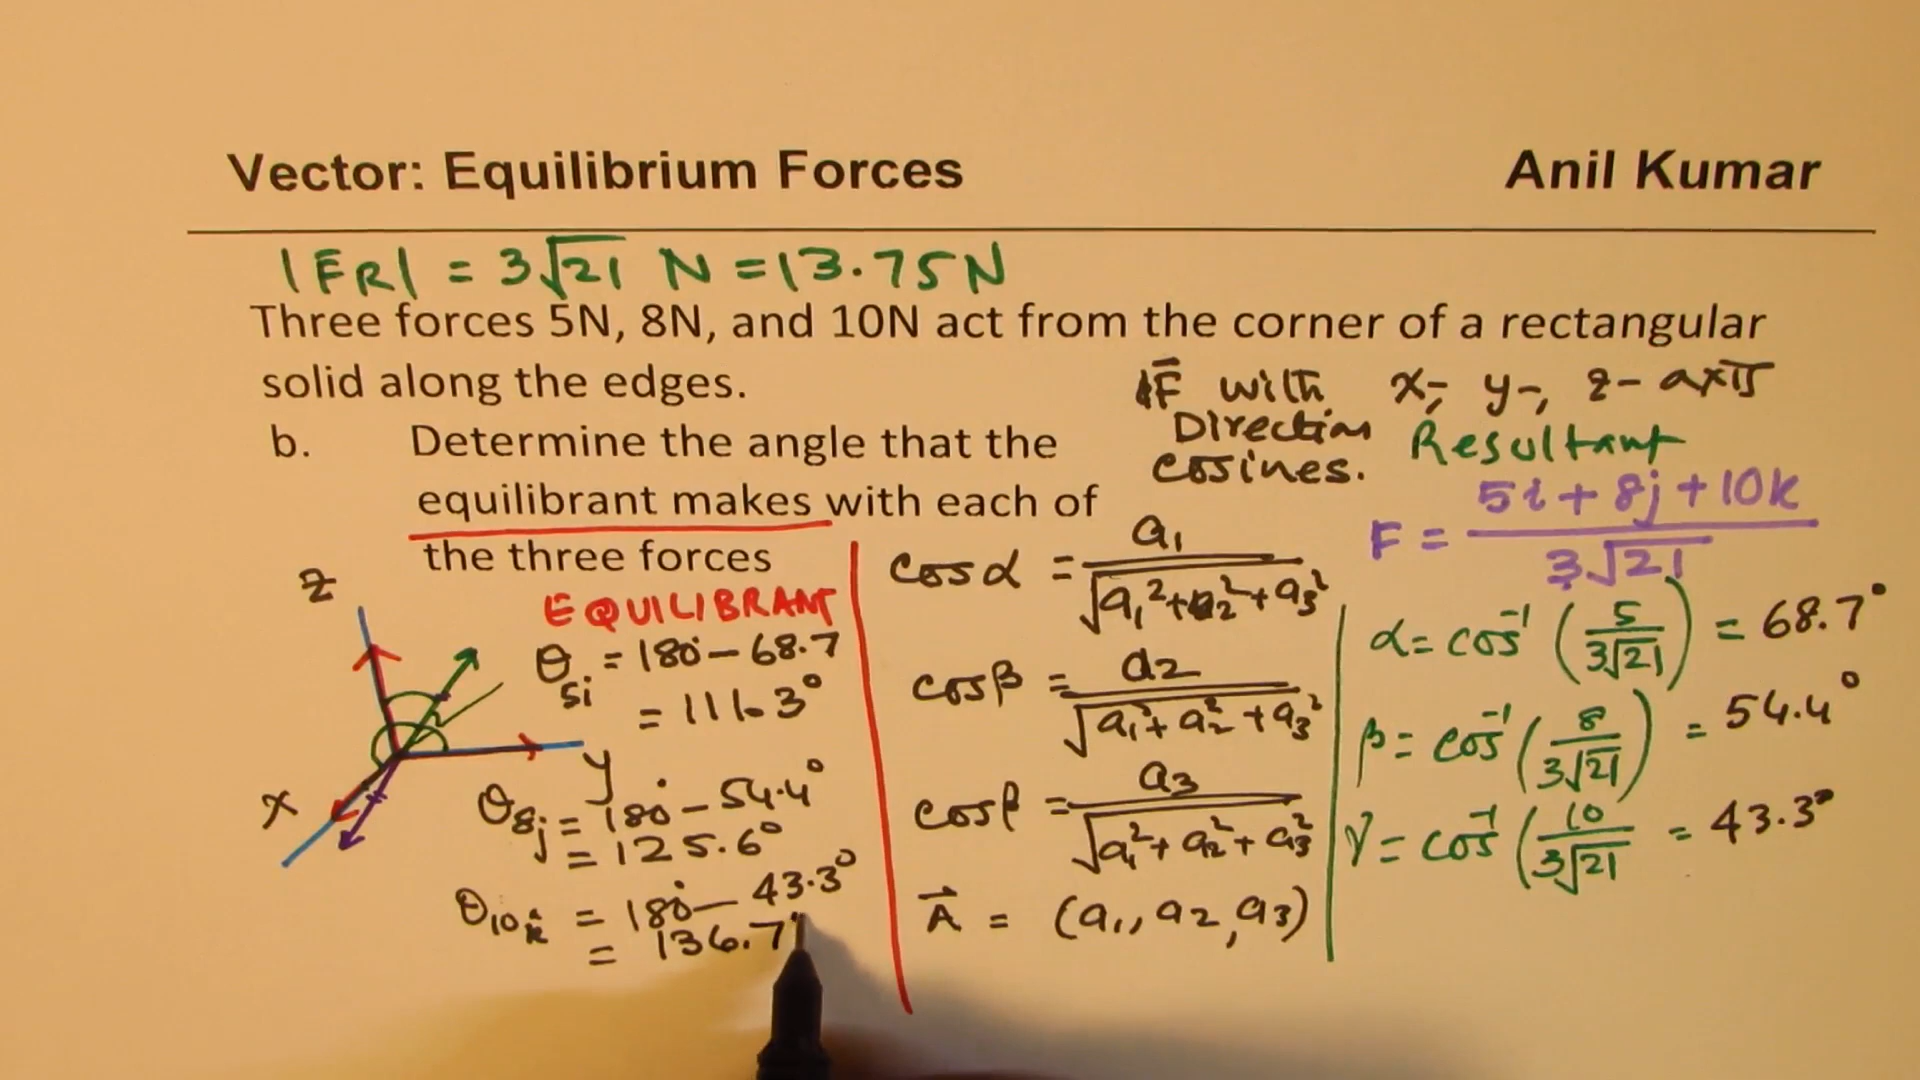 Vector: Equilibrium Forces Anil Kumar
|FR| = 3√21 N = 13.75N
Three forces 5N, 8N, and 10N act from the corner of a rectangular
solid along the edges.
b. Determine the angle that the
equilibrant makes with each of
the three forces
F⃗ with x-, y-, z-axis
Direction
cosines.
Resultant
F = (5i + 8j + 10k)/(3√21)
Z
X
Y
EQUILIBRANT
θ5i = 180° - 68.7
= 111.3°
θ8j = 180° - 54.4°
= 125.6°
θ10k = 180° - 43.3°
= 136.7°
cosα = a1/√(a1² + a2² + a3²)
cosβ = a2/√(a1² + a2² + a3²)
cosβ = a3/√(a1² + a2² + a3²)
A⃗ = (a1, a2, a3)
α = cos⁻¹(5/(3√21)) = 68.7°
β = cos⁻¹(8/(3√21)) = 54.4°
γ = cos⁻¹(10/3√21 = 43.3°